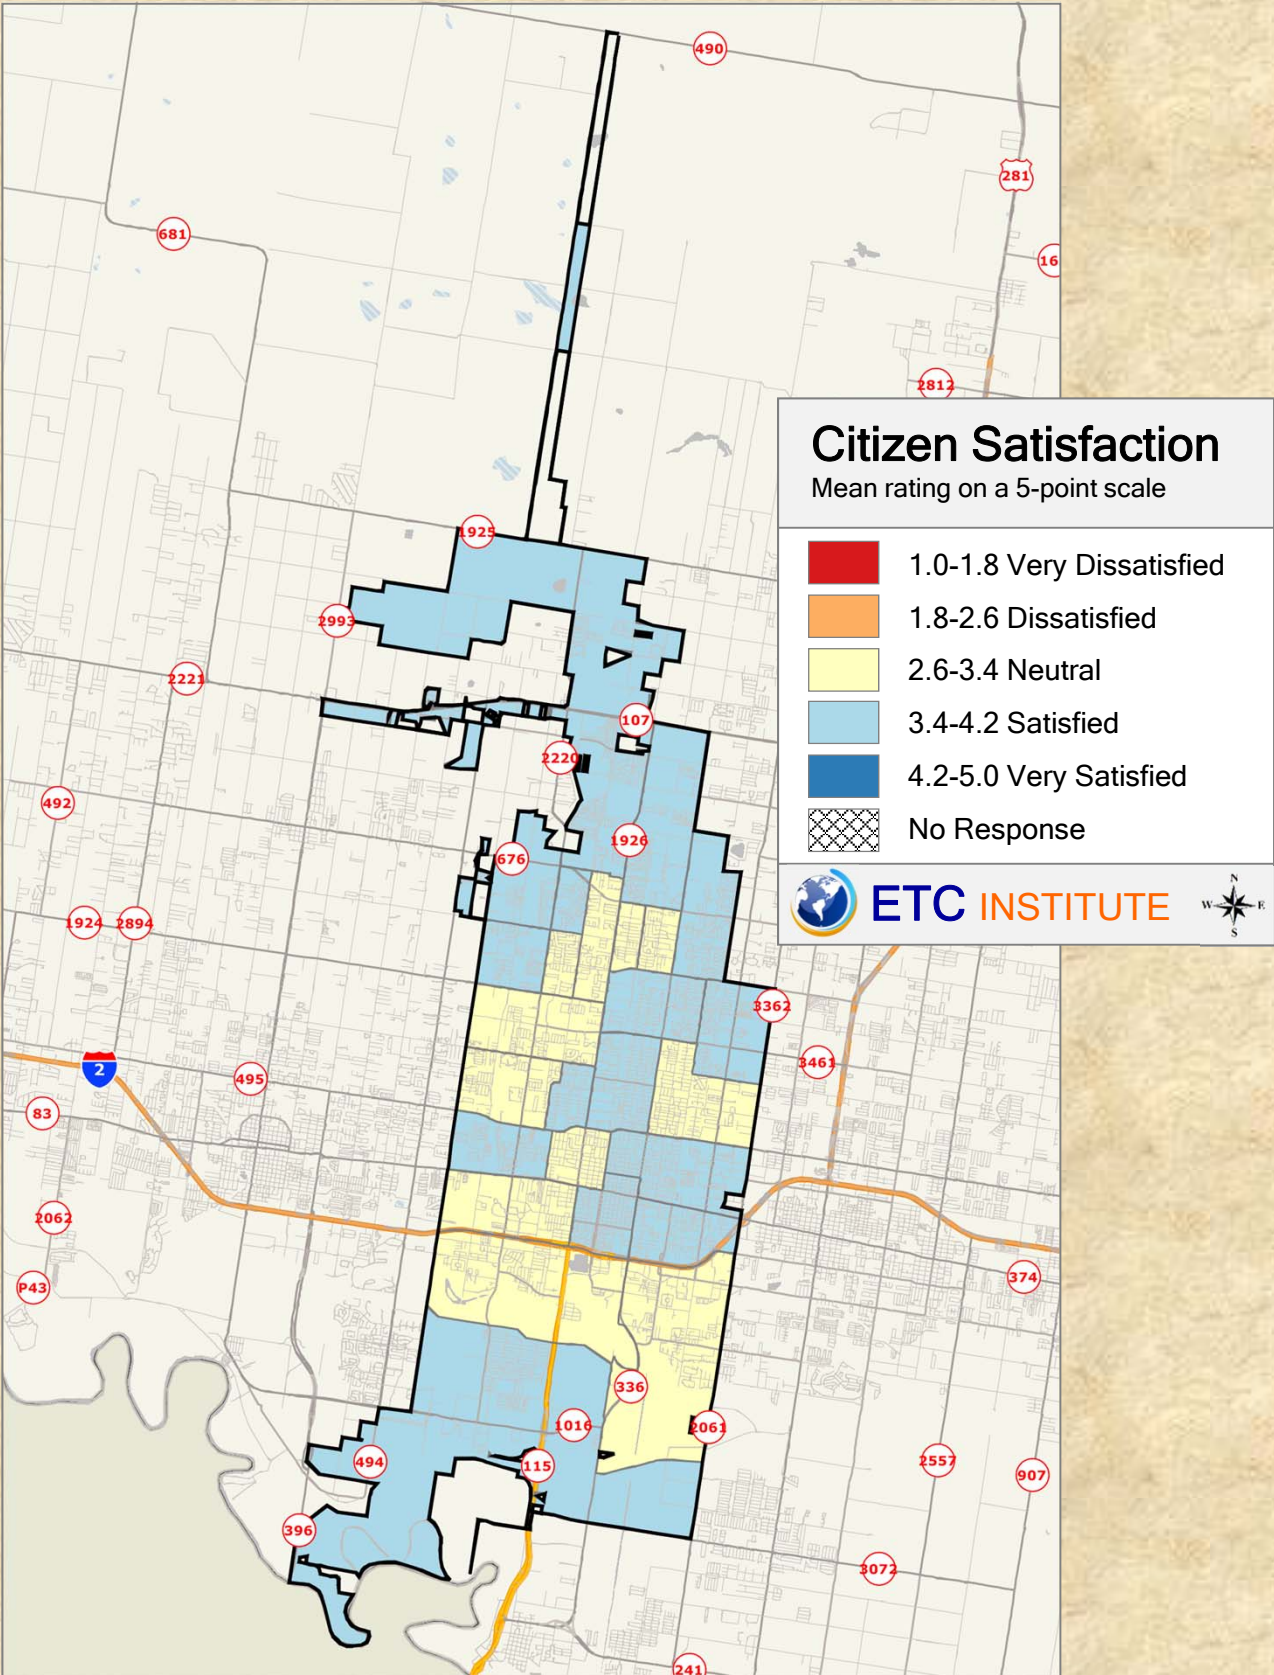 490
281
681
16
2812
Citizen Satisfaction
Mean rating on a 5-point scale
1.0-1.8 Very Dissatisfied
1.8-2.6 Dissatisfied
2.6-3.4 Neutral
3.4-4.2 Satisfied
4.2-5.0 Very Satisfied
No Response
ETC INSTITUTE
N
W
E
S
1925
2993
2221
107
2220
492
1926
676
1924
2894
3362
3461
2
495
83
2062
P43
374
336
1016
2061
494
115
2557
907
396
3072
241